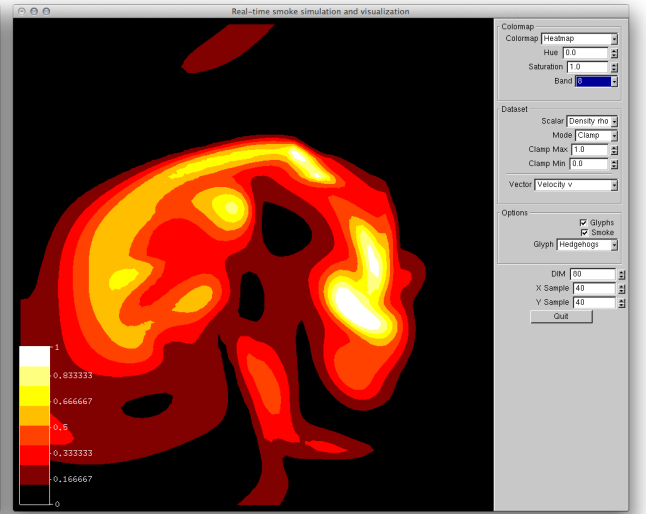 Real-time smoke simulation and visualization
Colormap
Colormap Heatmap
Hue 0.0
Saturation 1.0
Band 8
Dataset
Scalar Density rho
Mode Clamp
Clamp Max 1.0
Clamp Min 0.0
Vector Velocity v
Options
Glyphs
Smoke
Glyph Hedgehogs
DIM 80
X Sample 40
Y Sample 40
Quit
1
0.833333
0.666667
0.5
0.333333
0.166667
0